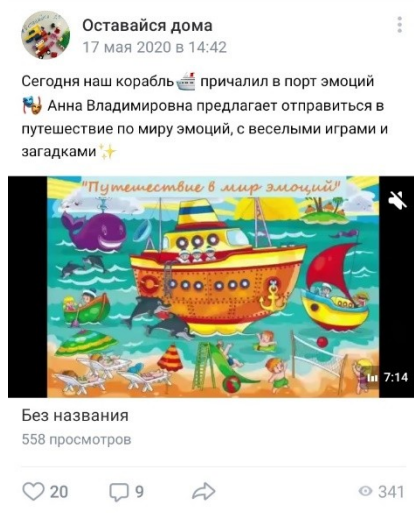 Оставайся дома
17 мая 2020 в 14:42
Сегодня наш корабль🚢 причалил в порт эмоций
🎭 Анна Владимировна предлагает отправиться в
путешествие по миру эмоций, с веселыми играми и
загадками✨
"Путешествие в мир эмоций"
7:14
Без названия
558 просмотров
20 9 341